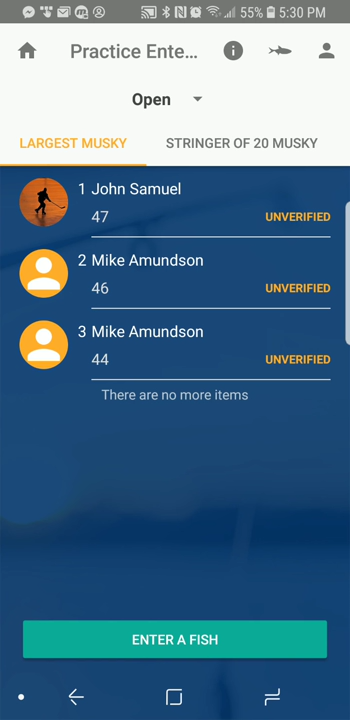 55% 5:30 PM
Practice Ente...
Open
LARGEST MUSKY STRINGER OF 20 MUSKY
1 John Samuel
47 UNVERIFIED
2 Mike Amundson
46 UNVERIFIED
3 Mike Amundson
44 UNVERIFIED
There are no more items
ENTER A FISH